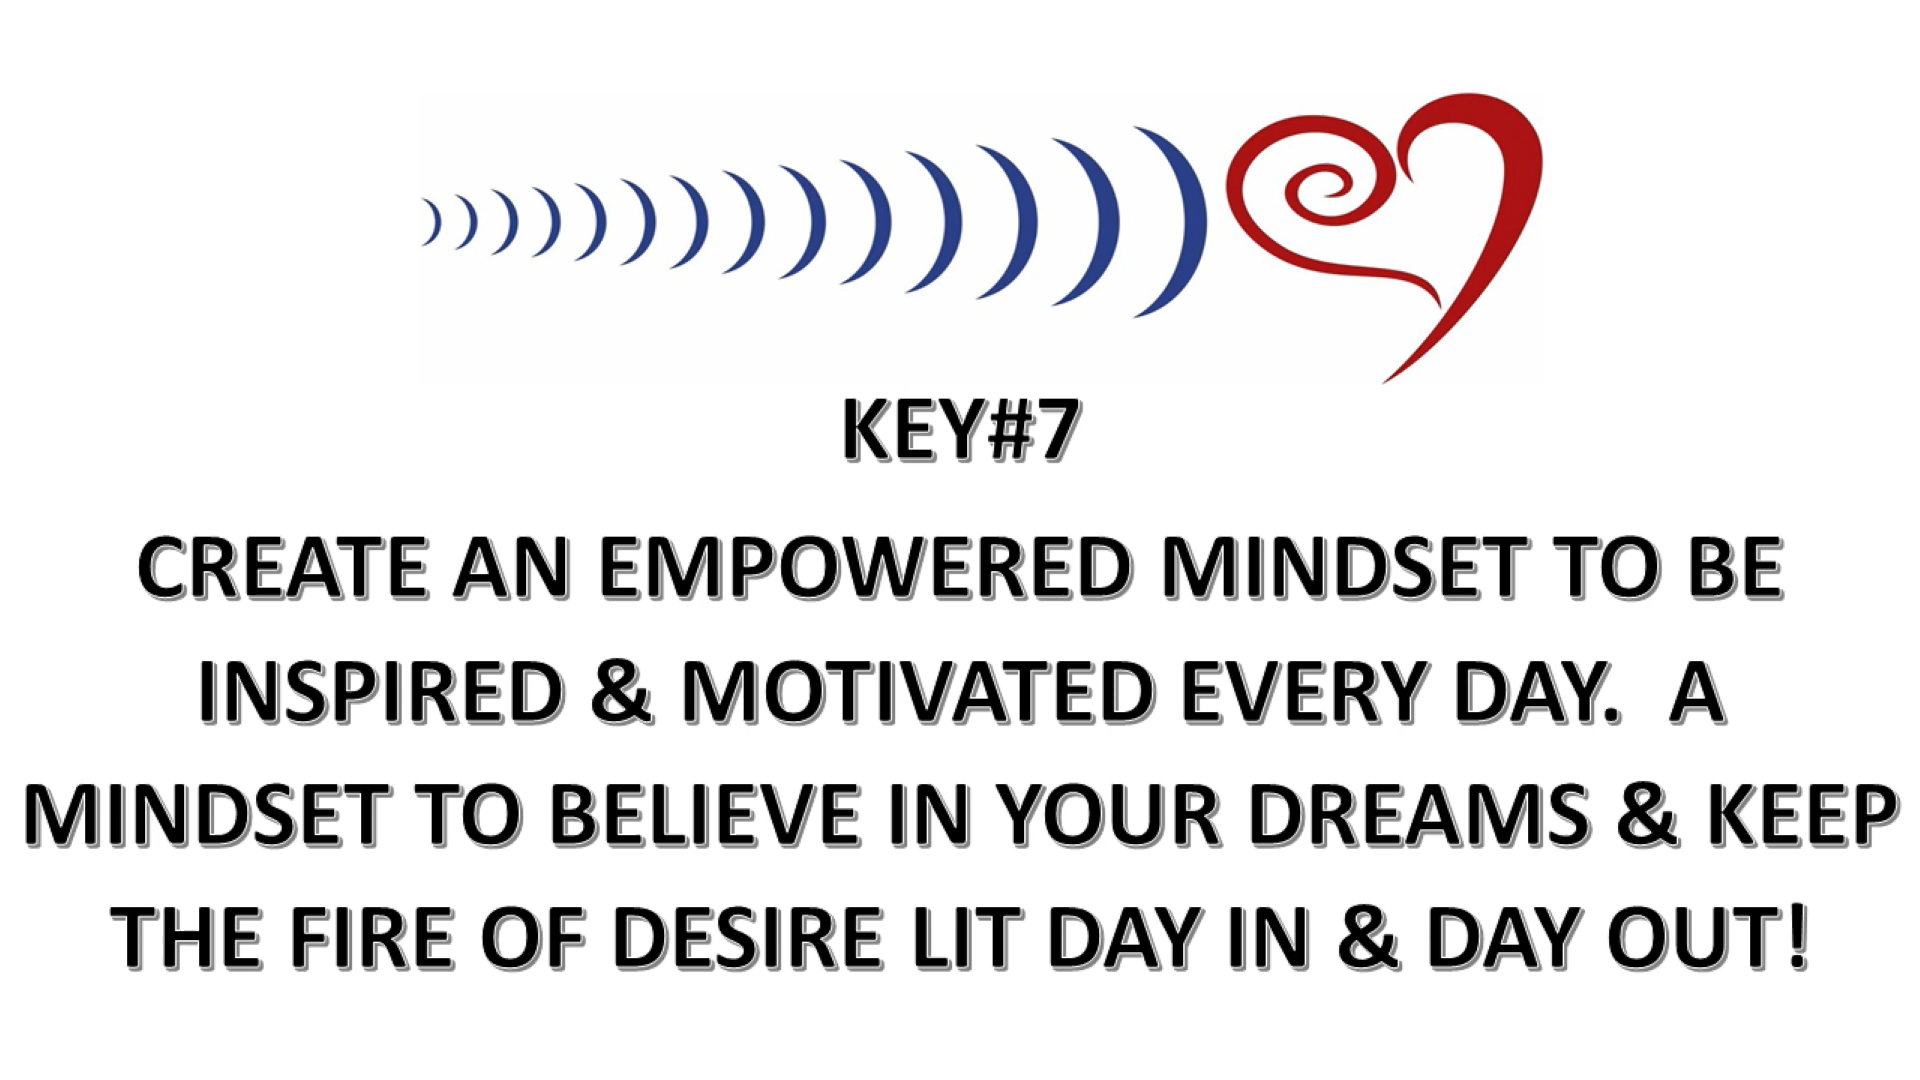 KEY#7
CREATE AN EMPOWERED MINDSET TO BE
INSPIRED & MOTIVATED EVERY DAY.  A
MINDSET TO BELIEVE IN YOUR DREAMS & KEEP
THE FIRE OF DESIRE LIT DAY IN & DAY OUT!